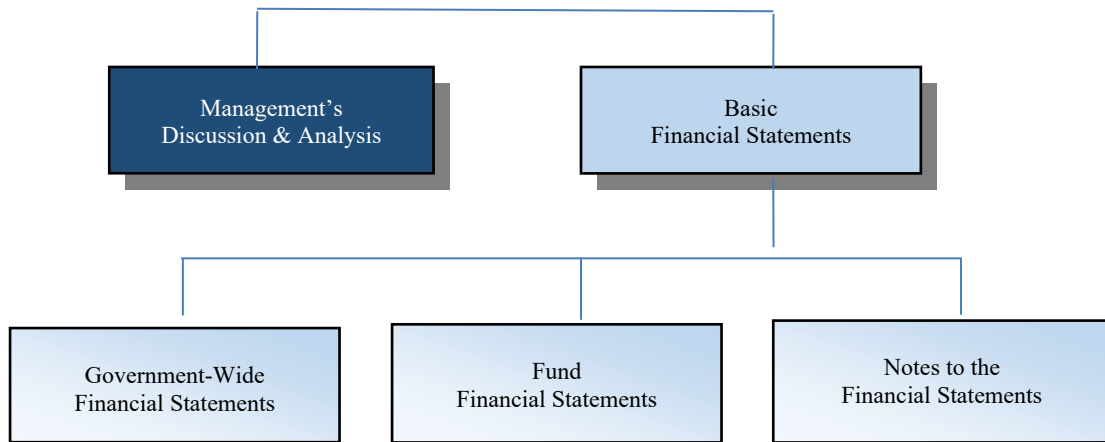 Management’s
Discussion & Analysis
Basic
Financial Statements
Government-Wide
Financial Statements
Fund
Financial Statements
Notes to the
Financial Statements